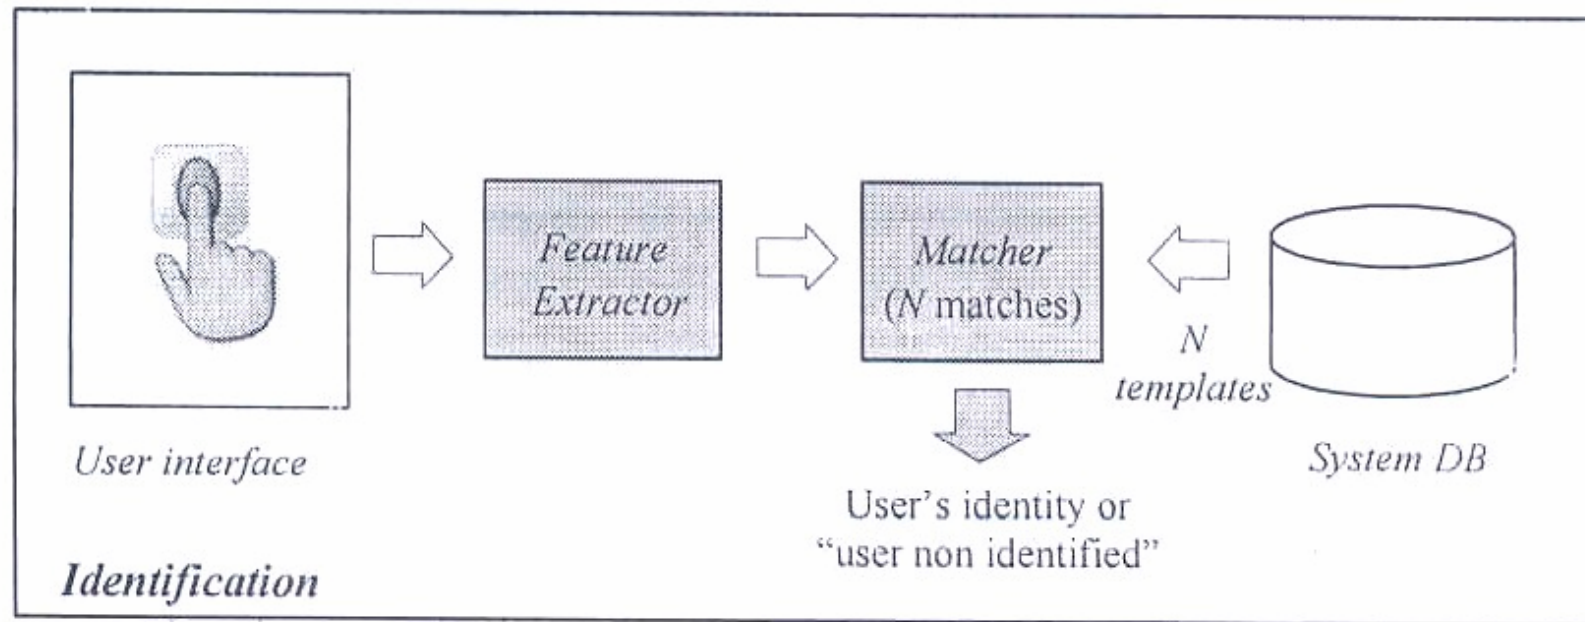 Feature
Extractor
Matcher
(N matches)
N
templates
User interface
System DB
User's identity or
“user non identified”
Identification